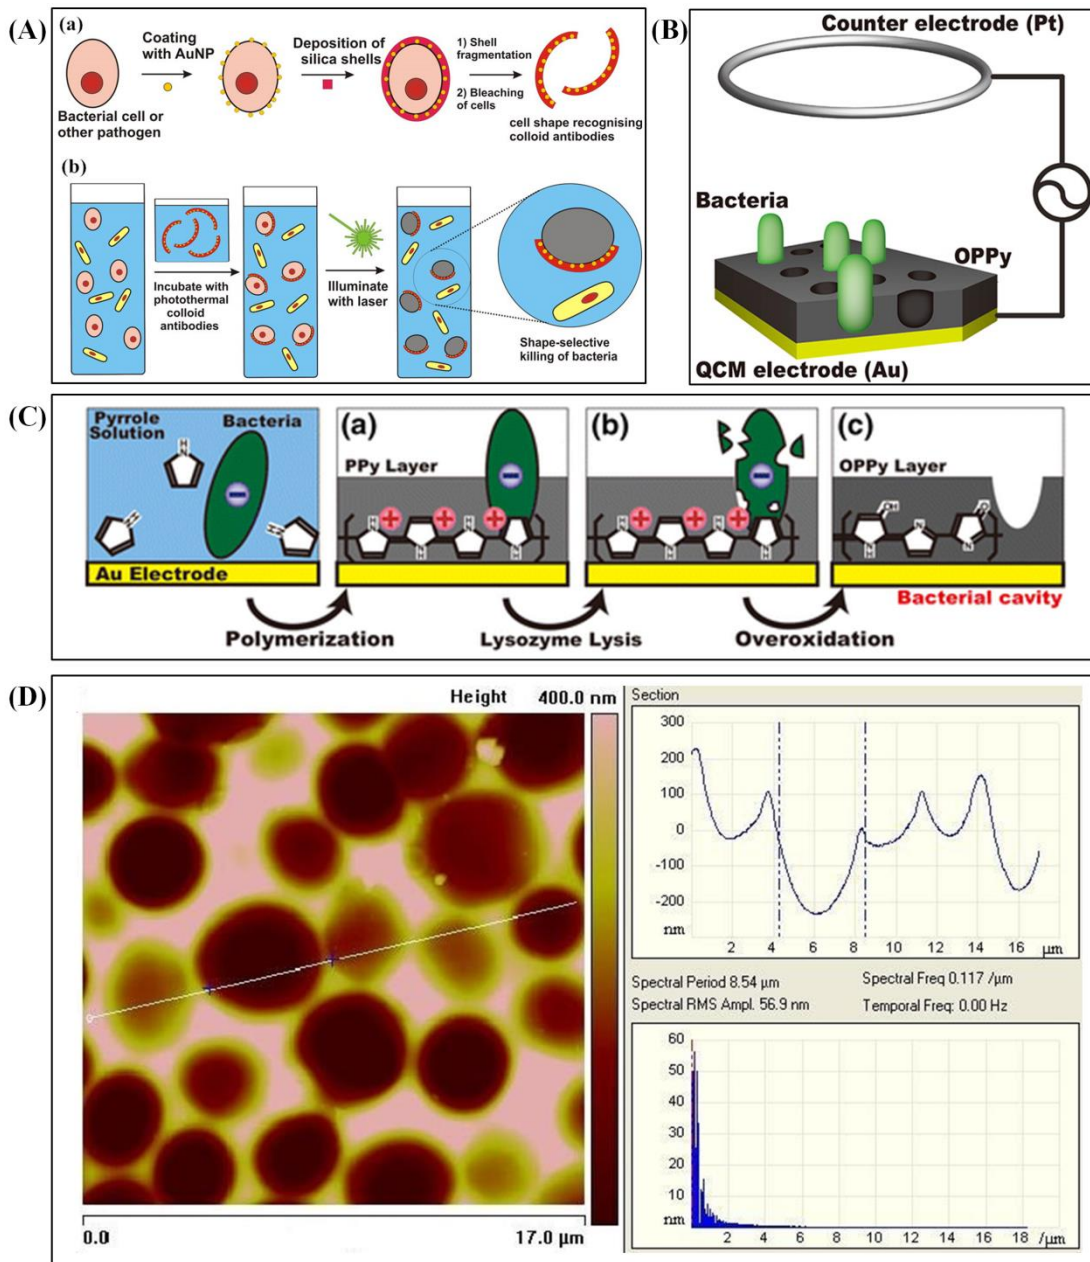 (A)
(a)
Coating
with AuNP
Deposition of
silica shells
1) Shell
fragmentation
2) Bleaching
of cells
Bacterial cell or
other pathogen
cell shape recognising
colloid antibodies
(b)
Incubate with
photothermal
colloid
antibodies
Illuminate
with laser
Shape-selective
killing of bacteria
(B)
Counter electrode (Pt)
Bacteria
OPPy
QCM electrode (Au)
(C)
Pyrrole
Solution
Bacteria
H
N
H
N
H
N
Au Electrode
(a)
PPy Layer
H
N
N
H
H
N
N
H
(b)
H
N
N
H
H
N
N
H
(c)
OPPy Layer
OH
N
H
N
N
O
Bacterial cavity
Polymerization
Lysozyme Lysis
Overoxidation
(D)
Height 400.0 nm
0.0 17.0 µm
Section
300
200
100
0
-100
-200
nm
2 4 6 8 10 12 14 16 µm
Spectral Period 8.54 µm Spectral Freq 0.117 /µm
Spectral RMS Ampl. 56.9 nm Temporal Freq: 0.00 Hz
60
50
40
30
20
10
nm
2 4 6 8 10 12 14 16 18 /µm